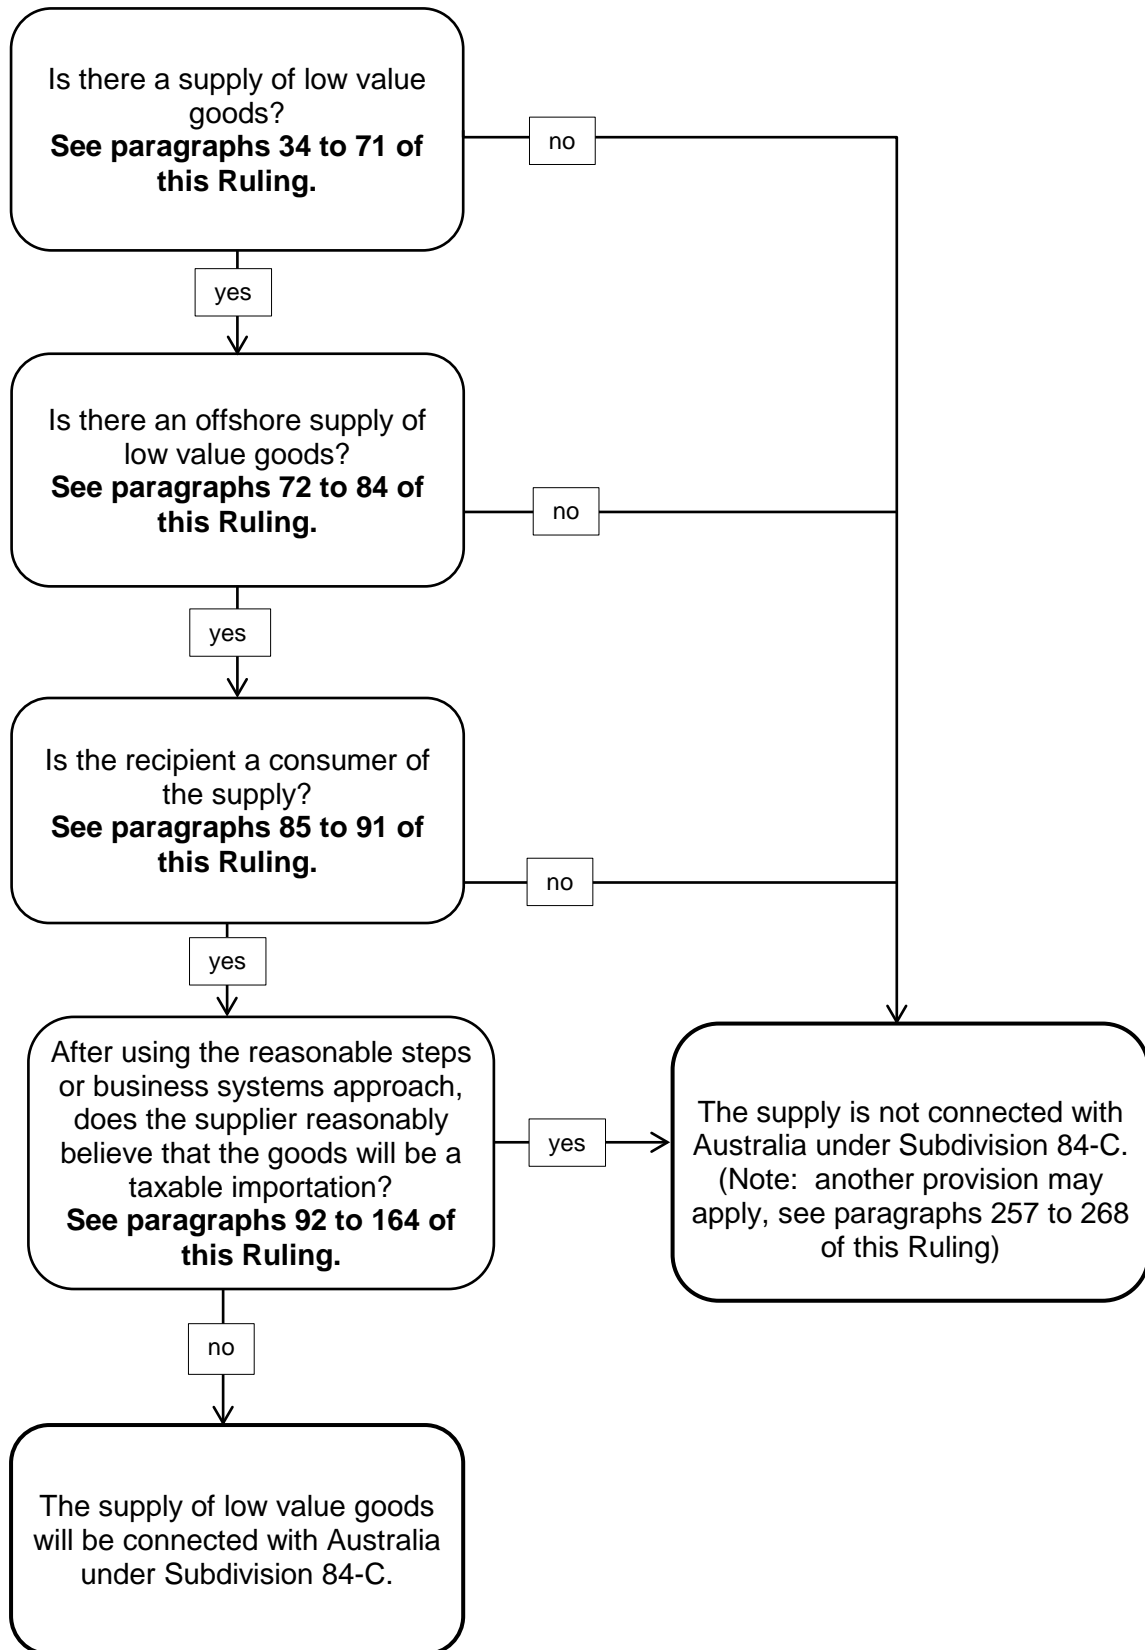 Is there a supply of low value
goods?
See paragraphs 34 to 71 of
this Ruling.
no
yes
Is there an offshore supply of
low value goods?
See paragraphs 72 to 84 of
this Ruling.
no
yes
Is the recipient a consumer of
the supply?
See paragraphs 85 to 91 of
this Ruling.
no
yes
After using the reasonable steps
or business systems approach,
does the supplier reasonably
believe that the goods will be a
taxable importation?
See paragraphs 92 to 164 of
this Ruling.
yes
The supply is not connected with
Australia under Subdivision 84-C.
(Note:  another provision may
apply, see paragraphs 257 to 268
of this Ruling)
no
The supply of low value goods
will be connected with Australia
under Subdivision 84-C.